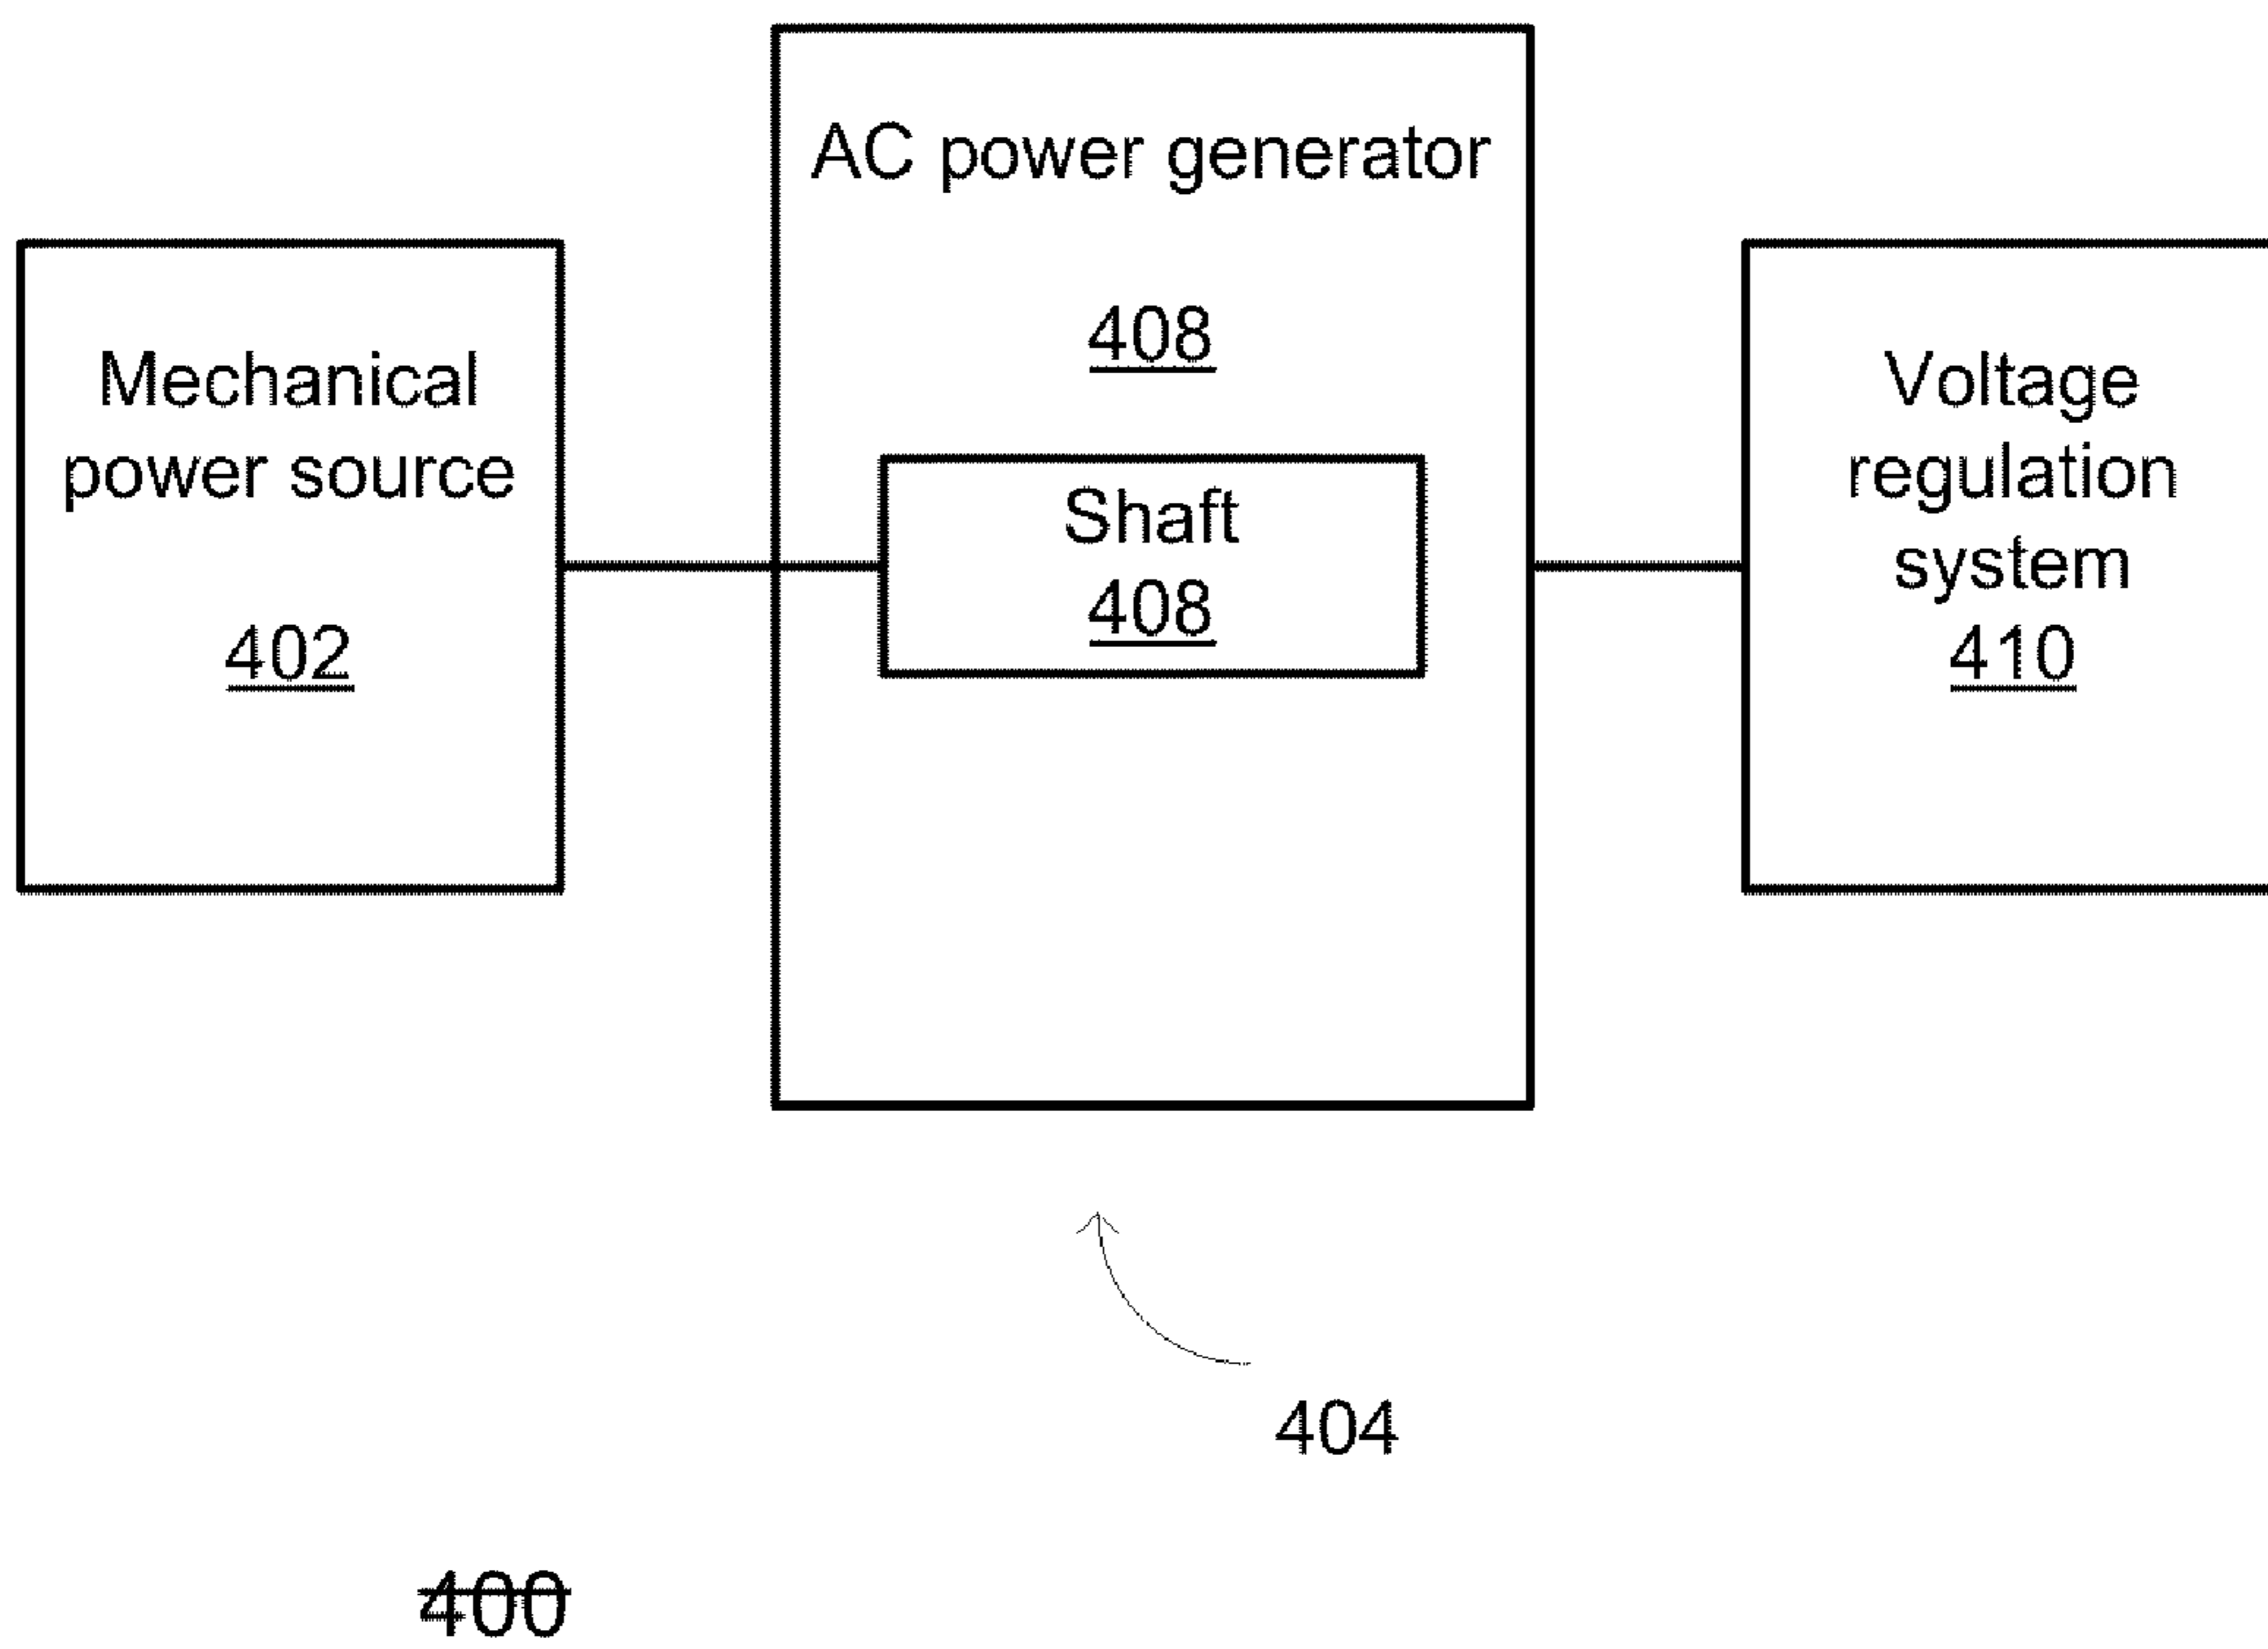 Mechanical
power source
402
AC power generator
408
Shaft
408
Voltage
regulation
system
410
404
400